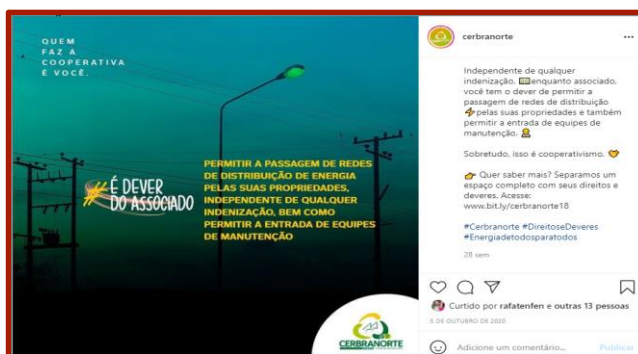 QUEM
FAZ A
COOPERATIVA
É VOCÊ.
#É DEVER
DO ASSOCIADO
PERMITIR A PASSAGEM DE REDES
DE DISTRIBUIÇÃO DE ENERGIA
PELAS SUAS PROPRIEDADES,
INDEPENDENTE DE QUALQUER
INDENIZAÇÃO, BEM COMO
PERMITIR A ENTRADA DE EQUIPES
DE MANUTENÇÃO
CERBRANORTE
cerbranorte
Independente de qualquer
indenização. 💵enquanto associado,
você tem o dever de permitir a
passagem de redes de distribuição
⚡pelas suas propriedades e também
permitir a entrada de equipes de
manutenção. 👷
Sobretudo, isso é cooperativismo. 🧡
👉 Quer saber mais? Separamos um
espaço completo com seus direitos e
deveres. Acesse:
www.bit.ly/cerbranorte18
#Cerbranorte #DireitoseDeveres
#Energiadetodosparatodos
28 sem
Curtido por rafatenfen e outras 13 pessoas
5 DE OUTUBRO DE 2020
Adicione um comentário... Publicar